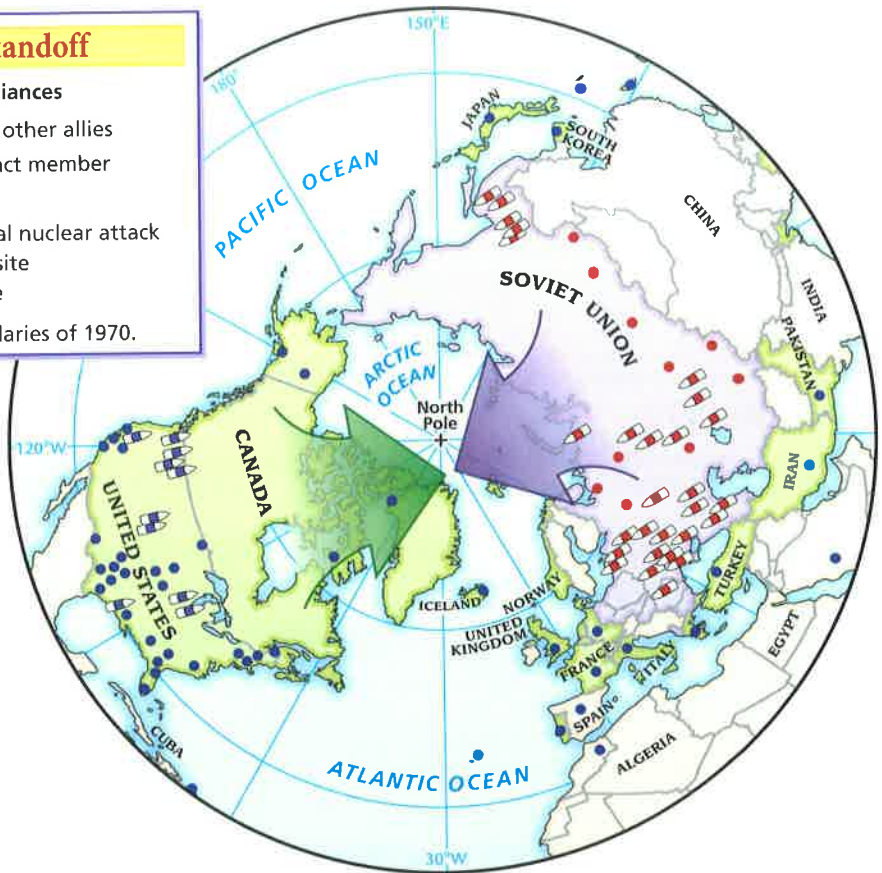 tandoff
iances
other allies
act member
al nuclear attack
site
e
laries of 1970.
150°E
180°
JAPAN
SOUTH
KOREA
PACIFIC OCEAN
CHINA
SOVIET UNION
INDIA
PAKISTAN
ARCTIC
OCEAN
North
Pole
120°W
CANADA
IRAN
UNITED STATES
TURKEY
ICELAND
NORWAY
UNITED
KINGDOM
EGYPT
FRANCE
ITALY
SPAIN
CUBA
ALGERIA
ATLANTIC OCEAN
30°W